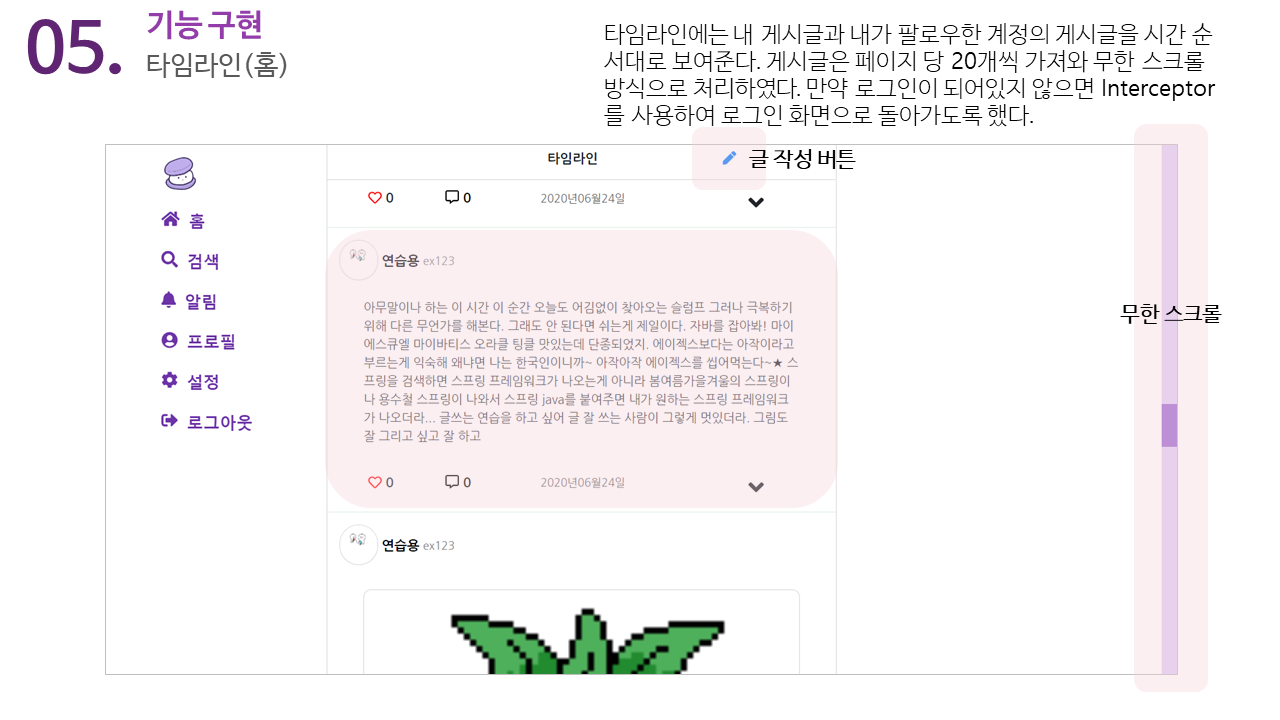 05.
기능 구현
타임라인(홈)
타임라인에는 내 게시글과 내가 팔로우한 계정의 게시글을 시간 순
서대로 보여준다. 게시글은 페이지 당 20개씩 가져와 무한 스크롤
방식으로 처리하였다. 만약 로그인이 되어있지 않으면 Interceptor
를 사용하여 로그인 화면으로 돌아가도록 했다.
타임라인
글 작성 버튼
0 0 2020년06월24일
홈
검색
알림
프로필
설정
로그아웃
연습용 ex123
아무말이나 하는 이 시간 이 순간 오늘도 어김없이 찾아오는 슬럼프 그러나 극복하기
위해 다른 무언가를 해본다. 그래도 안 된다면 쉬는게 제일이다. 자바를 잡아봐! 마이
에스큐엘 마이바티스 오라클 팅클 맛있는데 단종되었지. 에이젝스보다는 아작이라고
부르는게 익숙해 왜냐면 나는 한국인이니까~ 아작아작 에이젝스를 씹어먹는다~★ 스
프링을 검색하면 스프링 프레임워크가 나오는게 아니라 봄여름가을겨울의 스프링이
나 용수철 스프링이 나와서 스프링 java를 붙여주면 내가 원하는 스프링 프레임워크
가 나오더라... 글쓰는 연습을 하고 싶어 글 잘 쓰는 사람이 그렇게 멋있더라. 그림도
잘 그리고 싶고 잘 하고
0 0 2020년06월24일
연습용 ex123
무한 스크롤